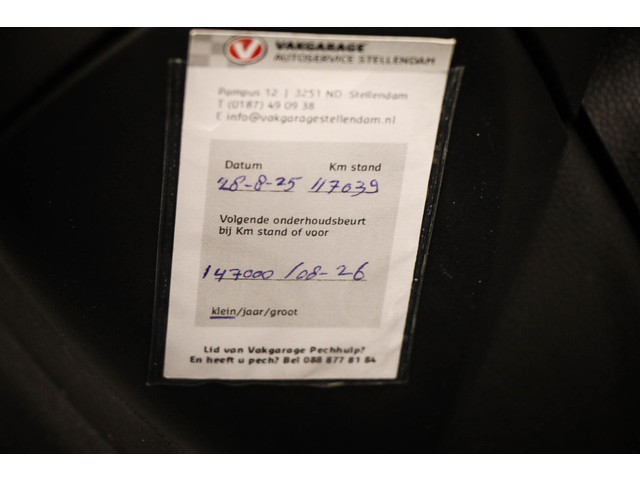 VAKGARAGE
AUTOSERVICE STELLENDAM
Pampus 12 | 3251 ND Stellendam
T (0187) 49 09 38
E info@vakgaragestellendam.nl
Datum Km stand
28-8-25 117039
Volgende onderhoudsbeurt
bij Km stand of voor
147000 / 08-26
klein/jaar/groot
Lid van Vakgarage Pechhulp?
En heeft u pech? Bel 088 877 81 84